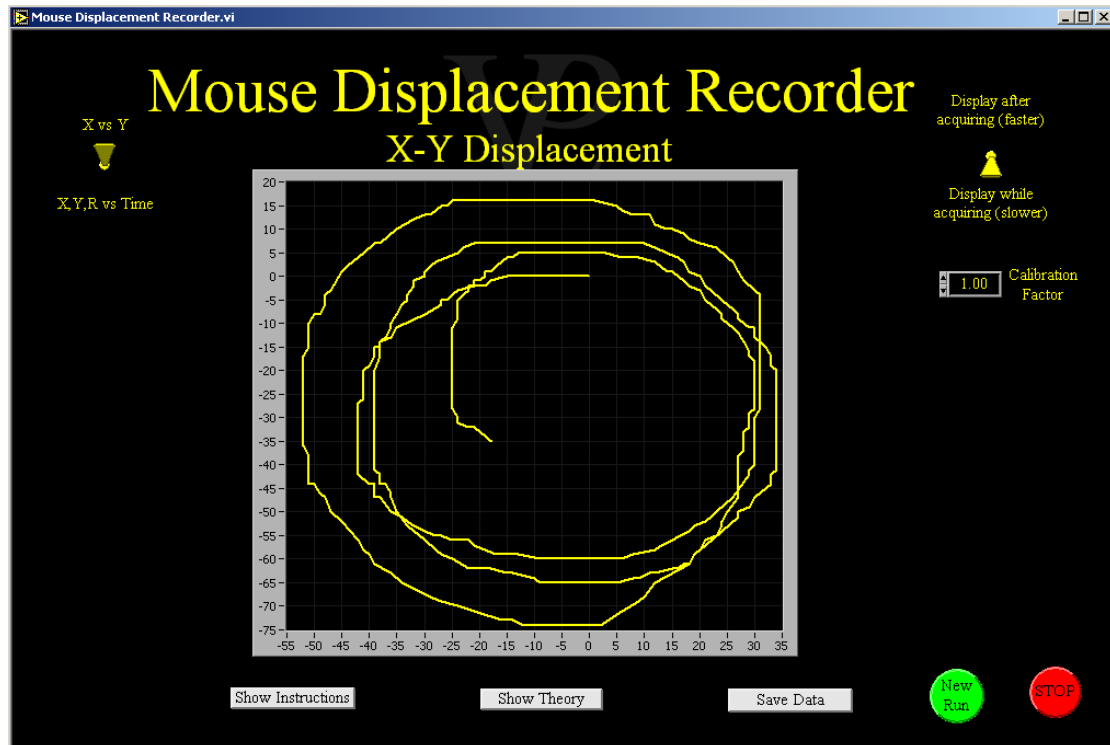 Mouse Displacement Recorder.vi
VP
Mouse Displacement Recorder
X-Y Displacement
X vs Y
X,Y,R vs Time
Display after
acquiring (faster)
Display while
acquiring (slower)
1.00
Calibration
Factor
20
15
10
5
0
-5
-10
-15
-20
-25
-30
-35
-40
-45
-50
-55
-60
-65
-70
-75
-55 -50 -45 -40 -35 -30 -25 -20 -15 -10 -5 0 5 10 15 20 25 30 35
Show Instructions
Show Theory
Save Data
New
Run
STOP